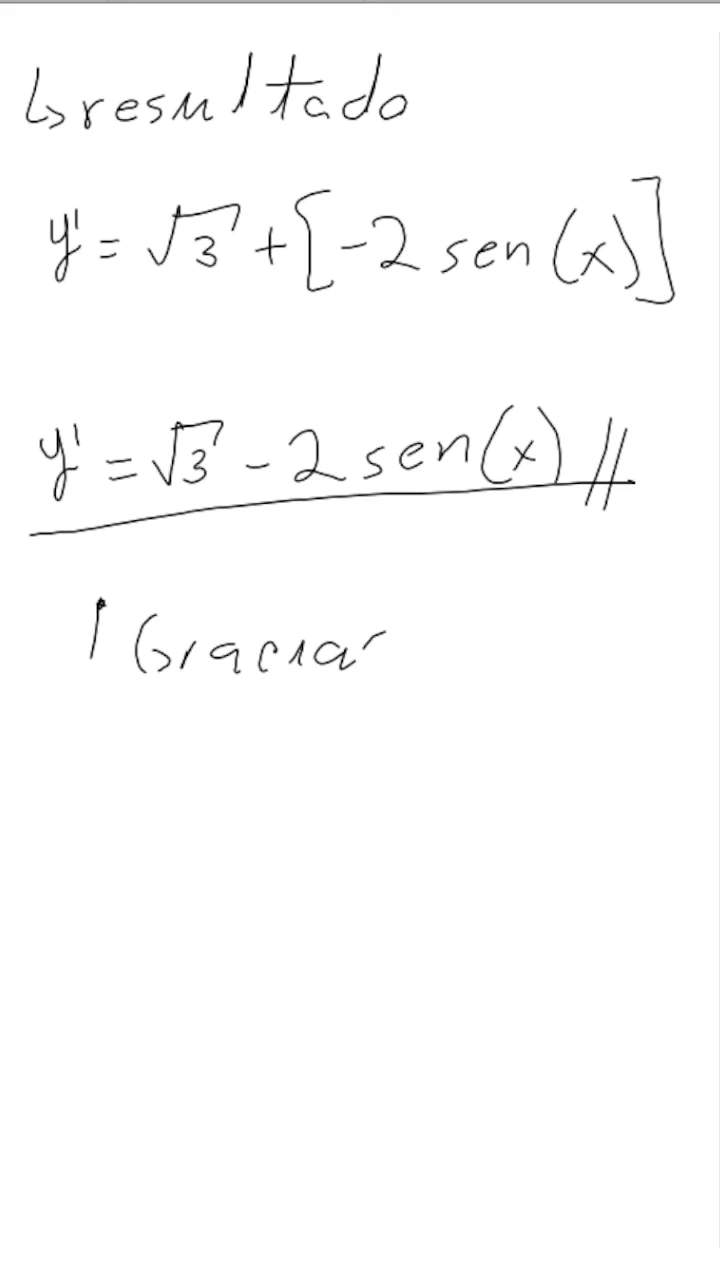 ↳ resultado
y' = √3 + [-2 sen(x)]
y' = √3 - 2 sen(x) //
¡Gracias